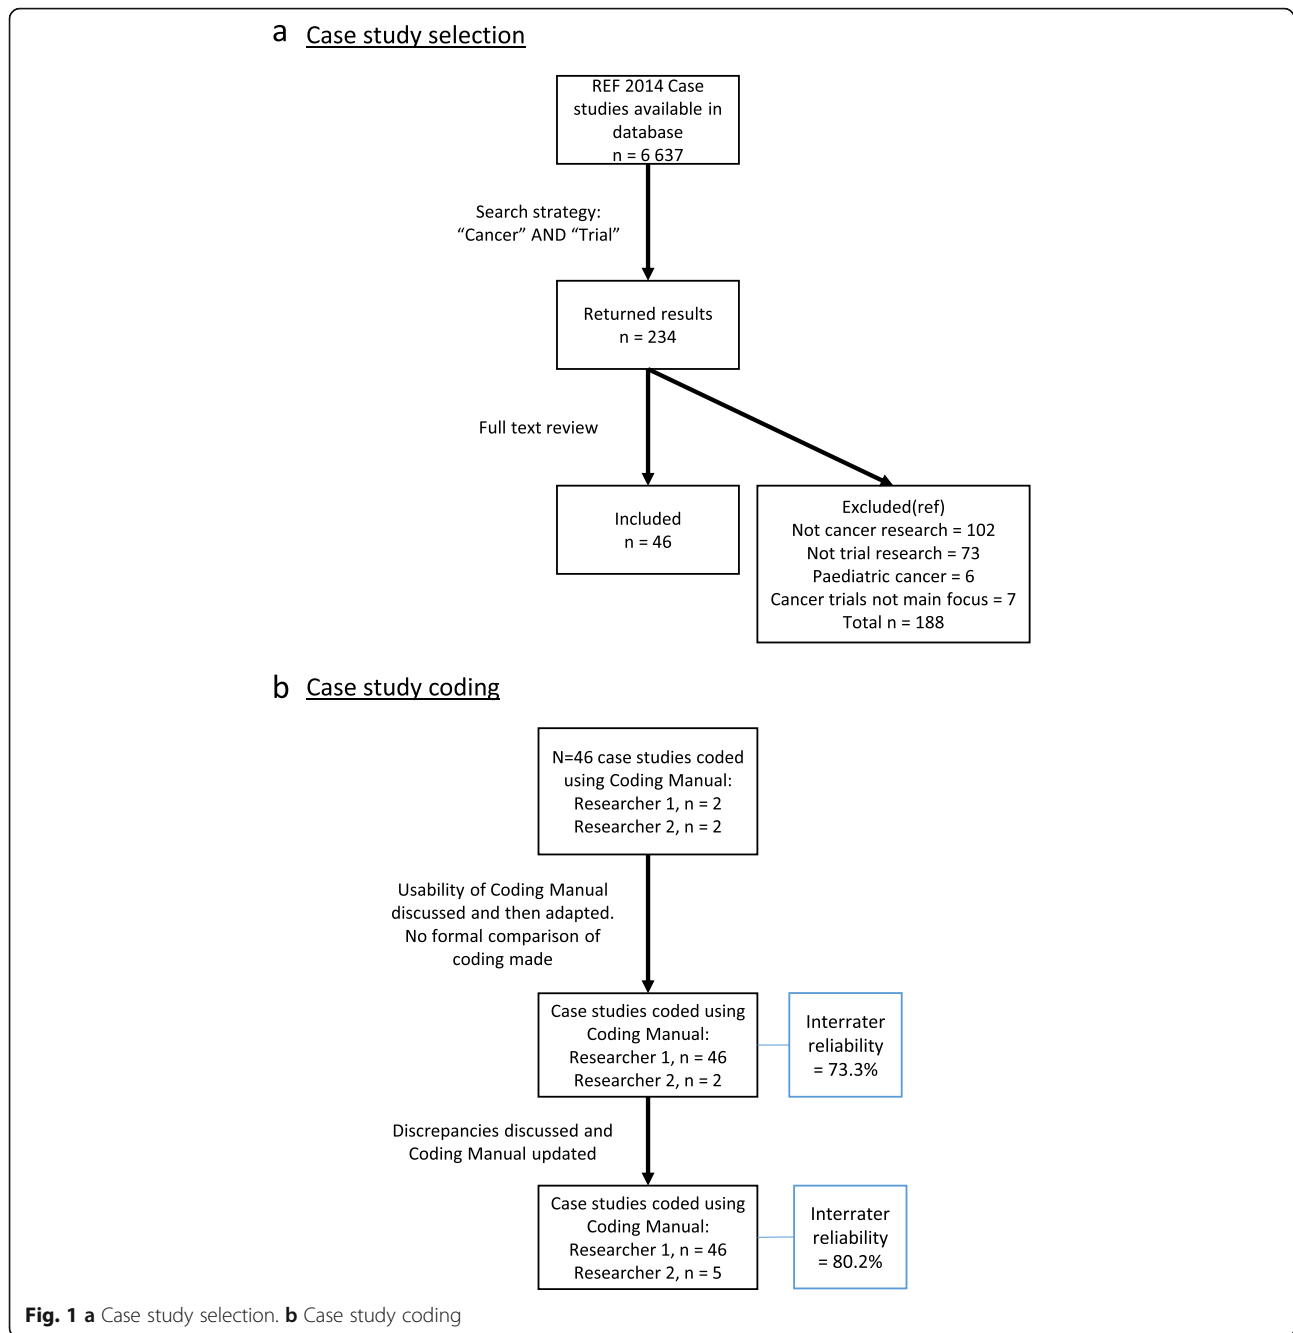 a Case study selection
REF 2014 Case
studies available in
database
n = 6 637
Search strategy:
“Cancer” AND “Trial”
Returned results
n = 234
Full text review
Included
n = 46
Excluded(ref)
Not cancer research = 102
Not trial research = 73
Paediatric cancer = 6
Cancer trials not main focus = 7
Total n = 188
b Case study coding
N=46 case studies coded
using Coding Manual:
Researcher 1, n = 2
Researcher 2, n = 2
Usability of Coding Manual
discussed and then adapted.
No formal comparison of
coding made
Case studies coded using
Coding Manual:
Researcher 1, n = 46
Researcher 2, n = 2
Interrater
reliability
= 73.3%
Discrepancies discussed and
Coding Manual updated
Case studies coded using
Coding Manual:
Researcher 1, n = 46
Researcher 2, n = 5
Interrater
reliability
= 80.2%
Fig. 1 a Case study selection. b Case study coding